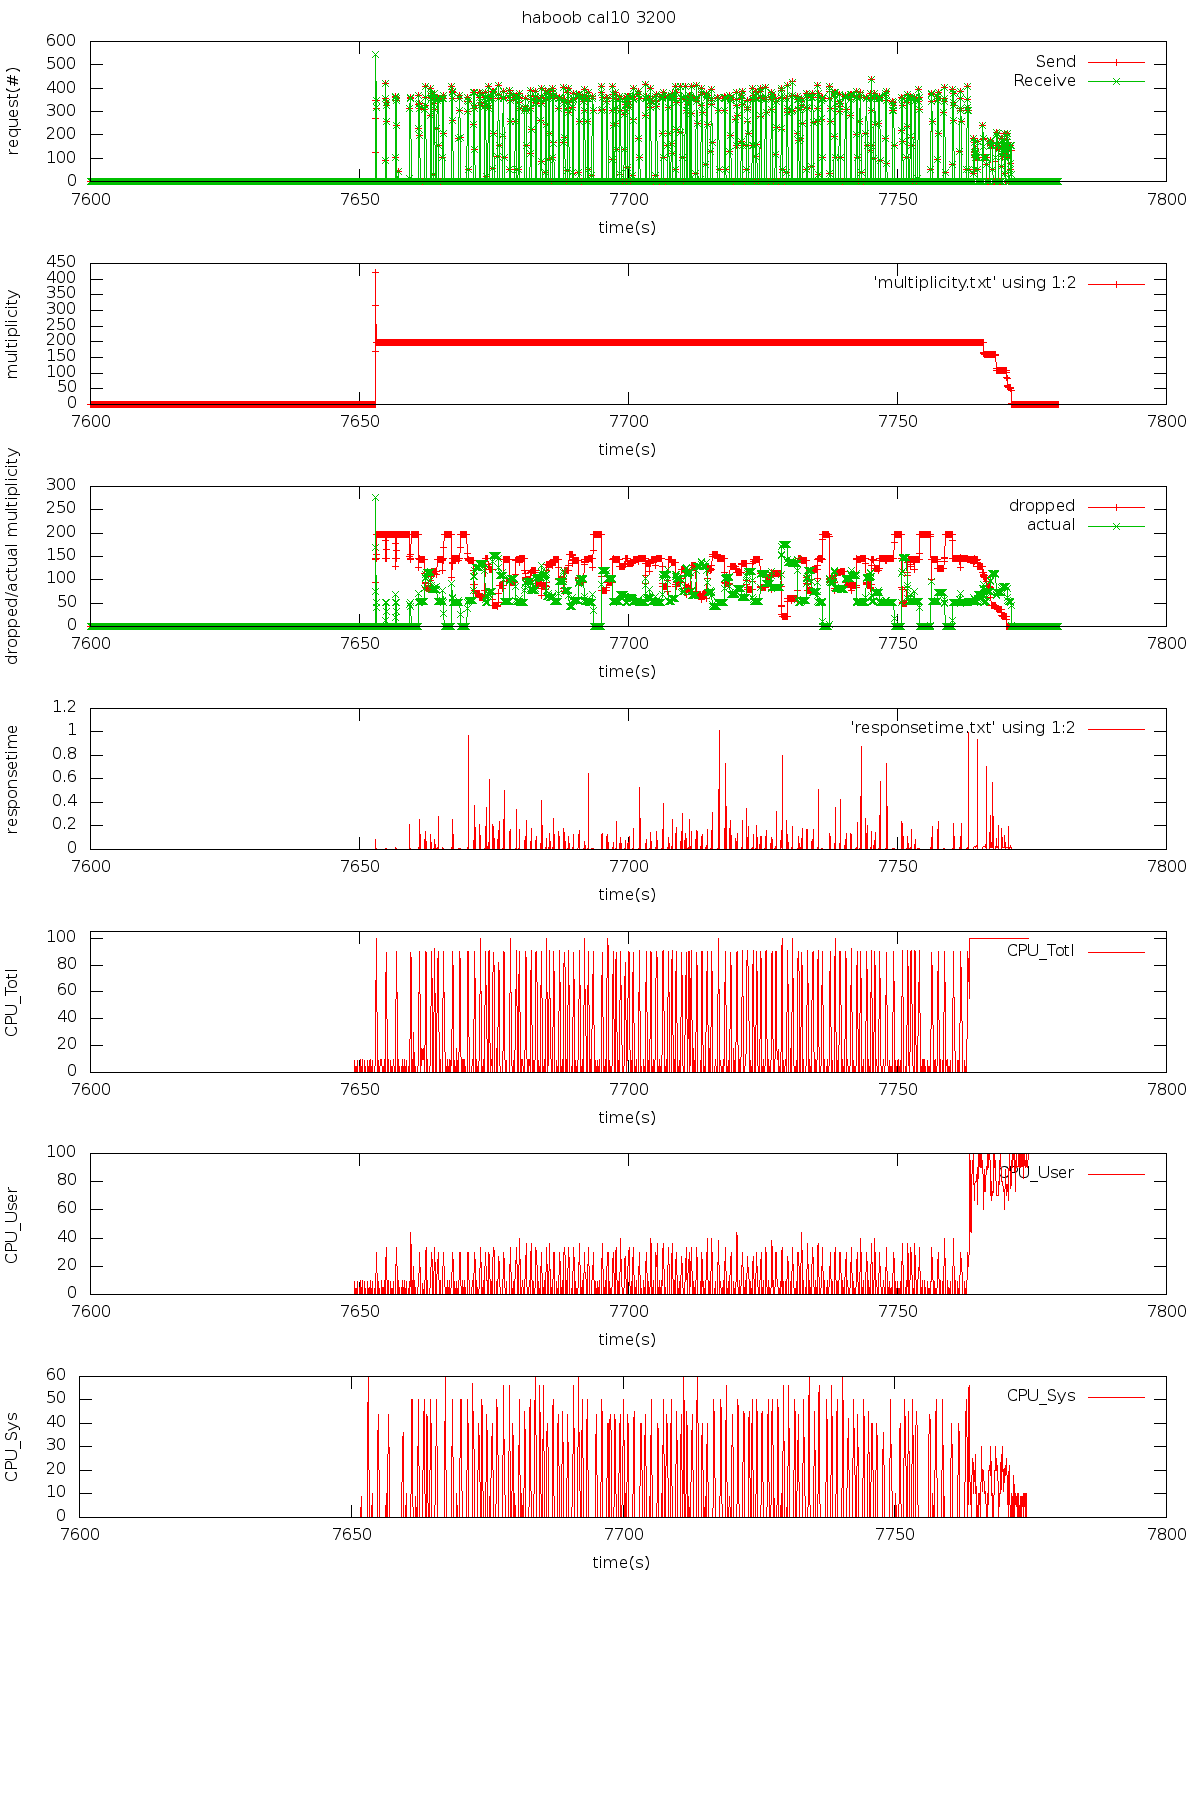 haboob cal10 3200
request(#)
600
500
400
300
200
100
0
Send
Receive
7600 7650 7700 7750 7800
time(s)
multiplicity
450
400
350
300
250
200
150
100
50
0
'multiplicity.txt' using 1:2
7600 7650 7700 7750 7800
time(s)
dropped/actual multiplicity
300
250
200
150
100
50
0
dropped
actual
7600 7650 7700 7750 7800
time(s)
responsetime
1.2
1
0.8
0.6
0.4
0.2
0
'responsetime.txt' using 1:2
7600 7650 7700 7750 7800
time(s)
CPU_Totl
100
80
60
40
20
0
CPU_Totl
7600 7650 7700 7750 7800
time(s)
CPU_User
100
80
60
40
20
0
CPU_User
7600 7650 7700 7750 7800
time(s)
CPU_Sys
60
50
40
30
20
10
0
CPU_Sys
7600 7650 7700 7750 7800
time(s)